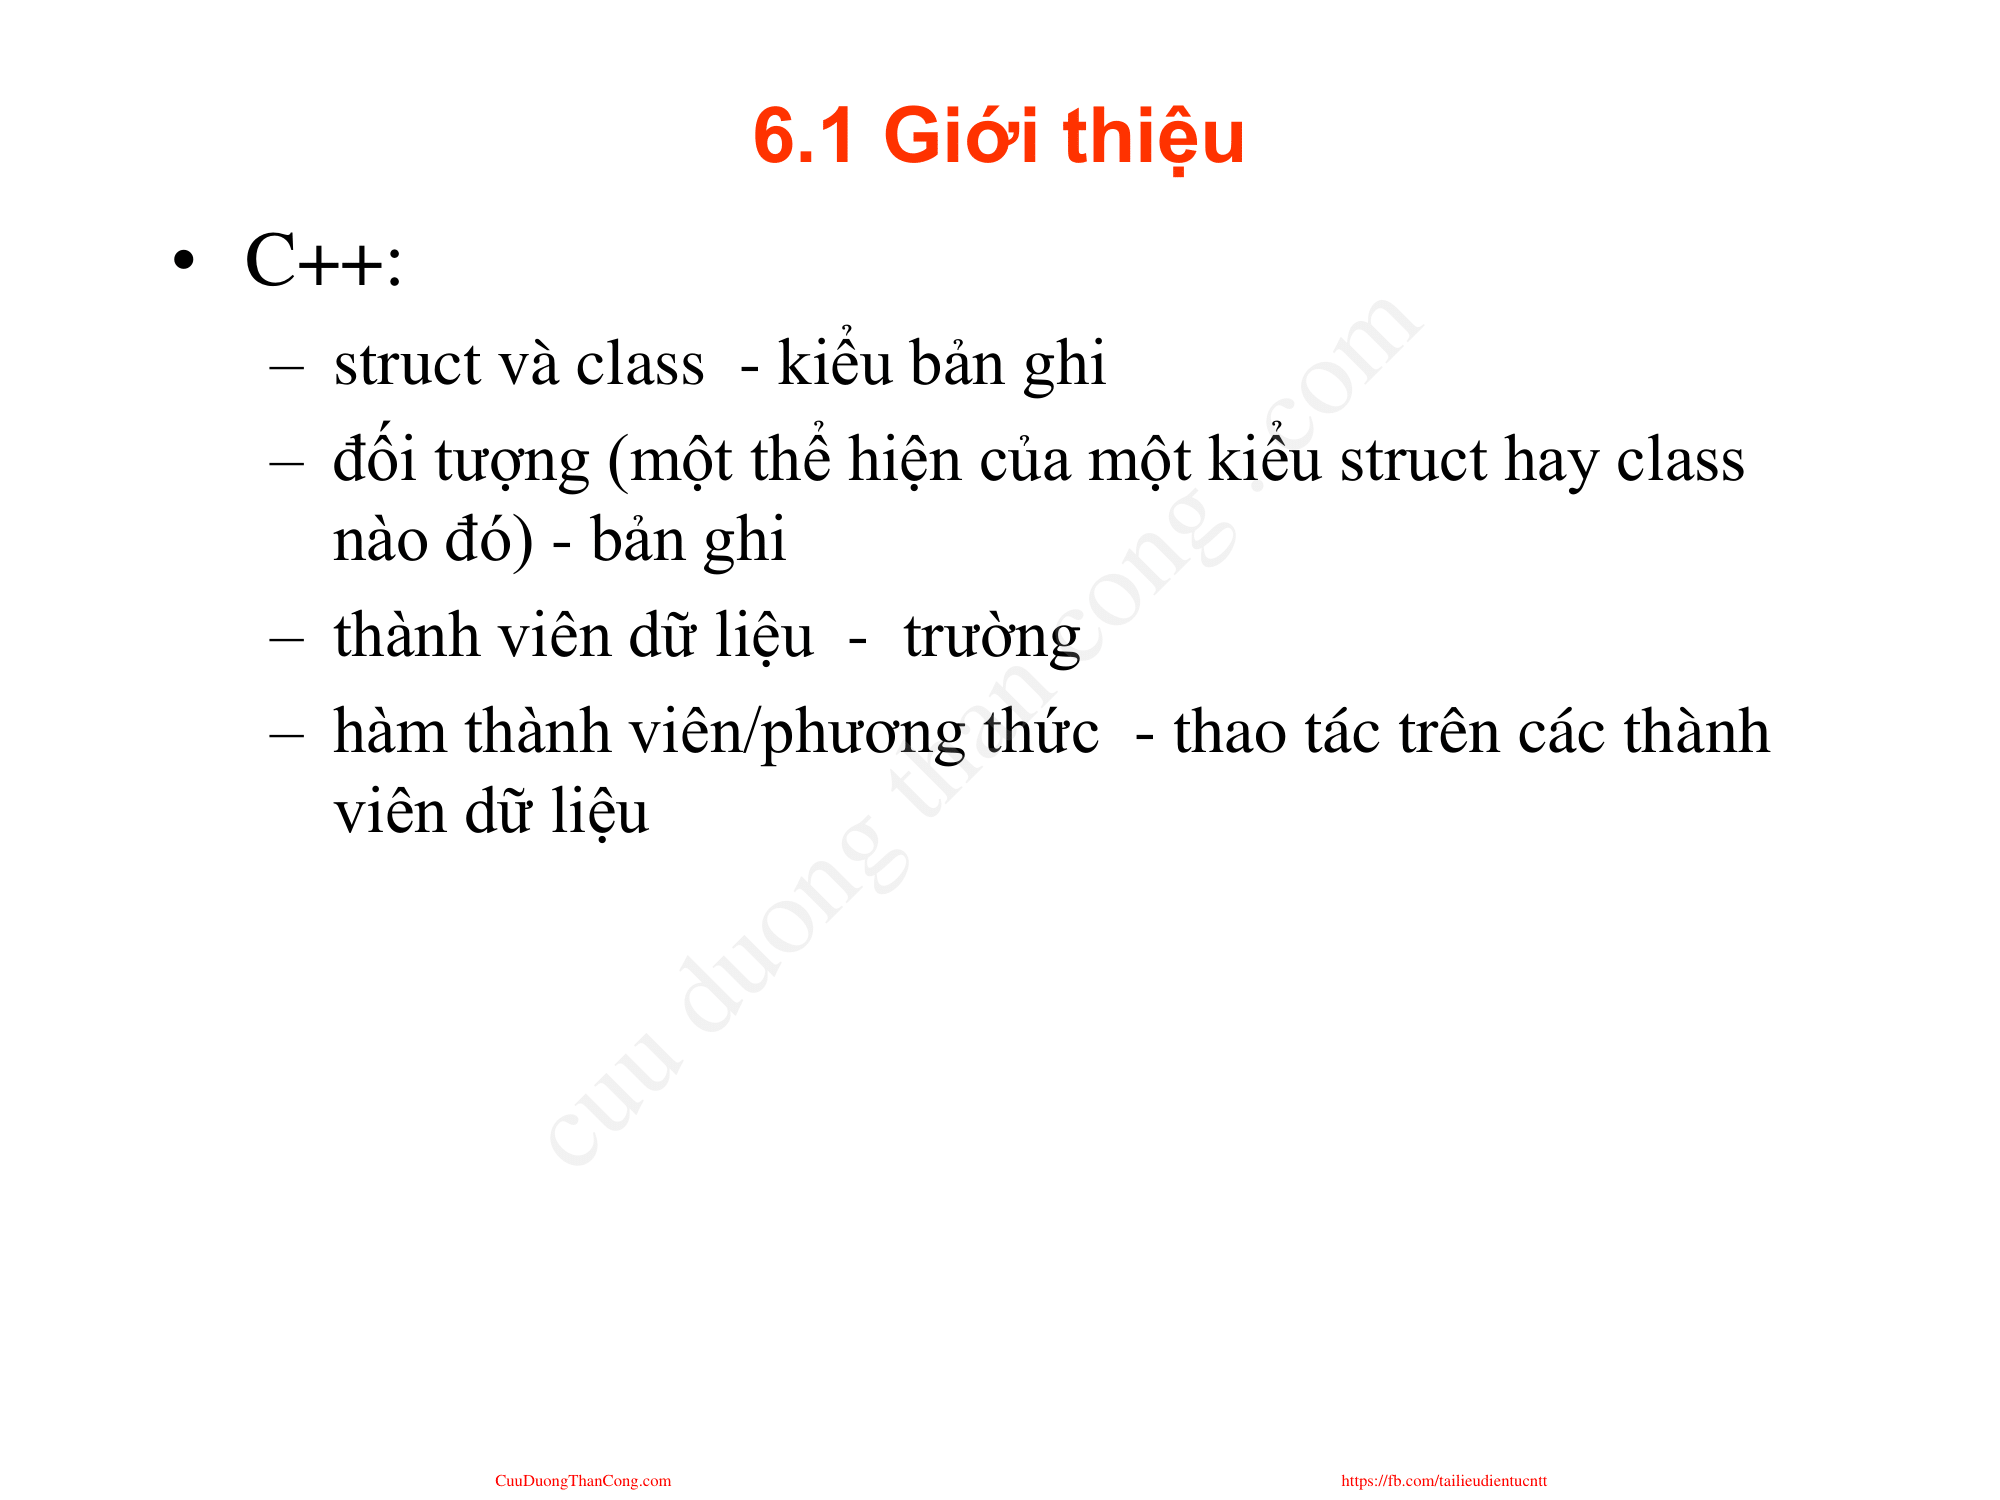 6.1 Giới thiệu
• C++:
– struct và class - kiểu bản ghi
– đối tượng (một thể hiện của một kiểu struct hay class
nào đó) - bản ghi
– thành viên dữ liệu - trường
– hàm thành viên/phương thức - thao tác trên các thành
viên dữ liệu
cuu duong than cong . com
CuuDuongThanCong.com
https://fb.com/tailieudientucntt